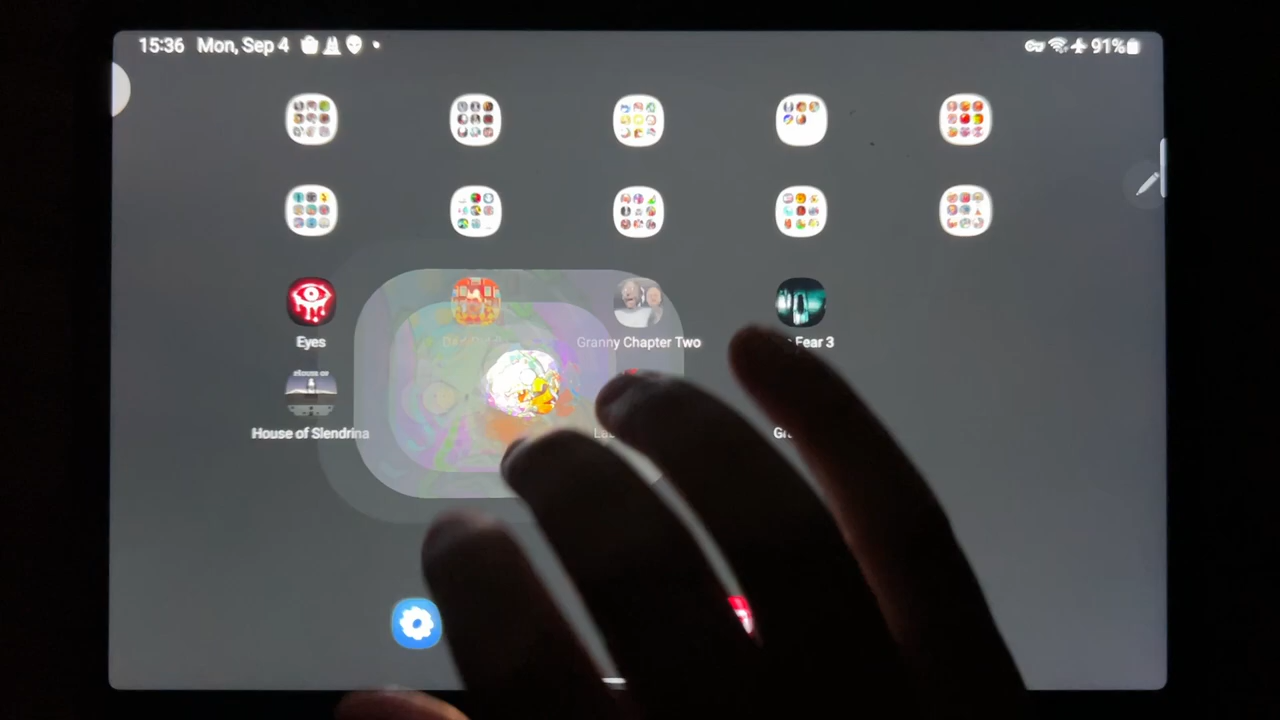 15:36 Mon, Sep 4
91%
Eyes
Granny Chapter Two
Fear 3
House of Slendrina